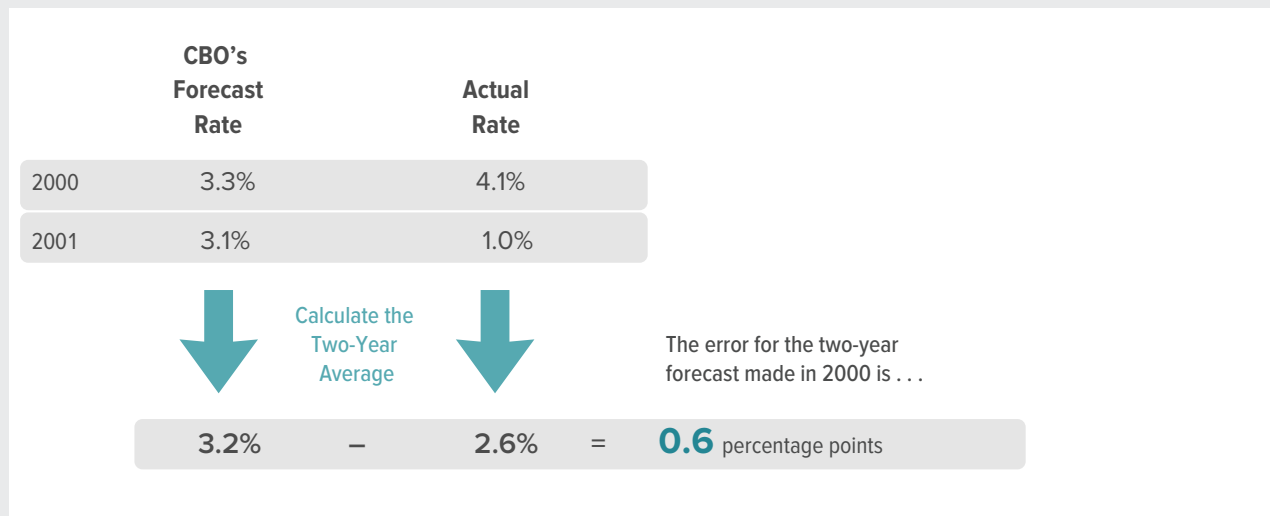 CBO’s
Forecast
Rate
Actual
Rate
2000 3.3% 4.1%
2001 3.1% 1.0%
Calculate the
Two-Year
Average
The error for the two-year
forecast made in 2000 is . . .
3.2% – 2.6% = 0.6 percentage points